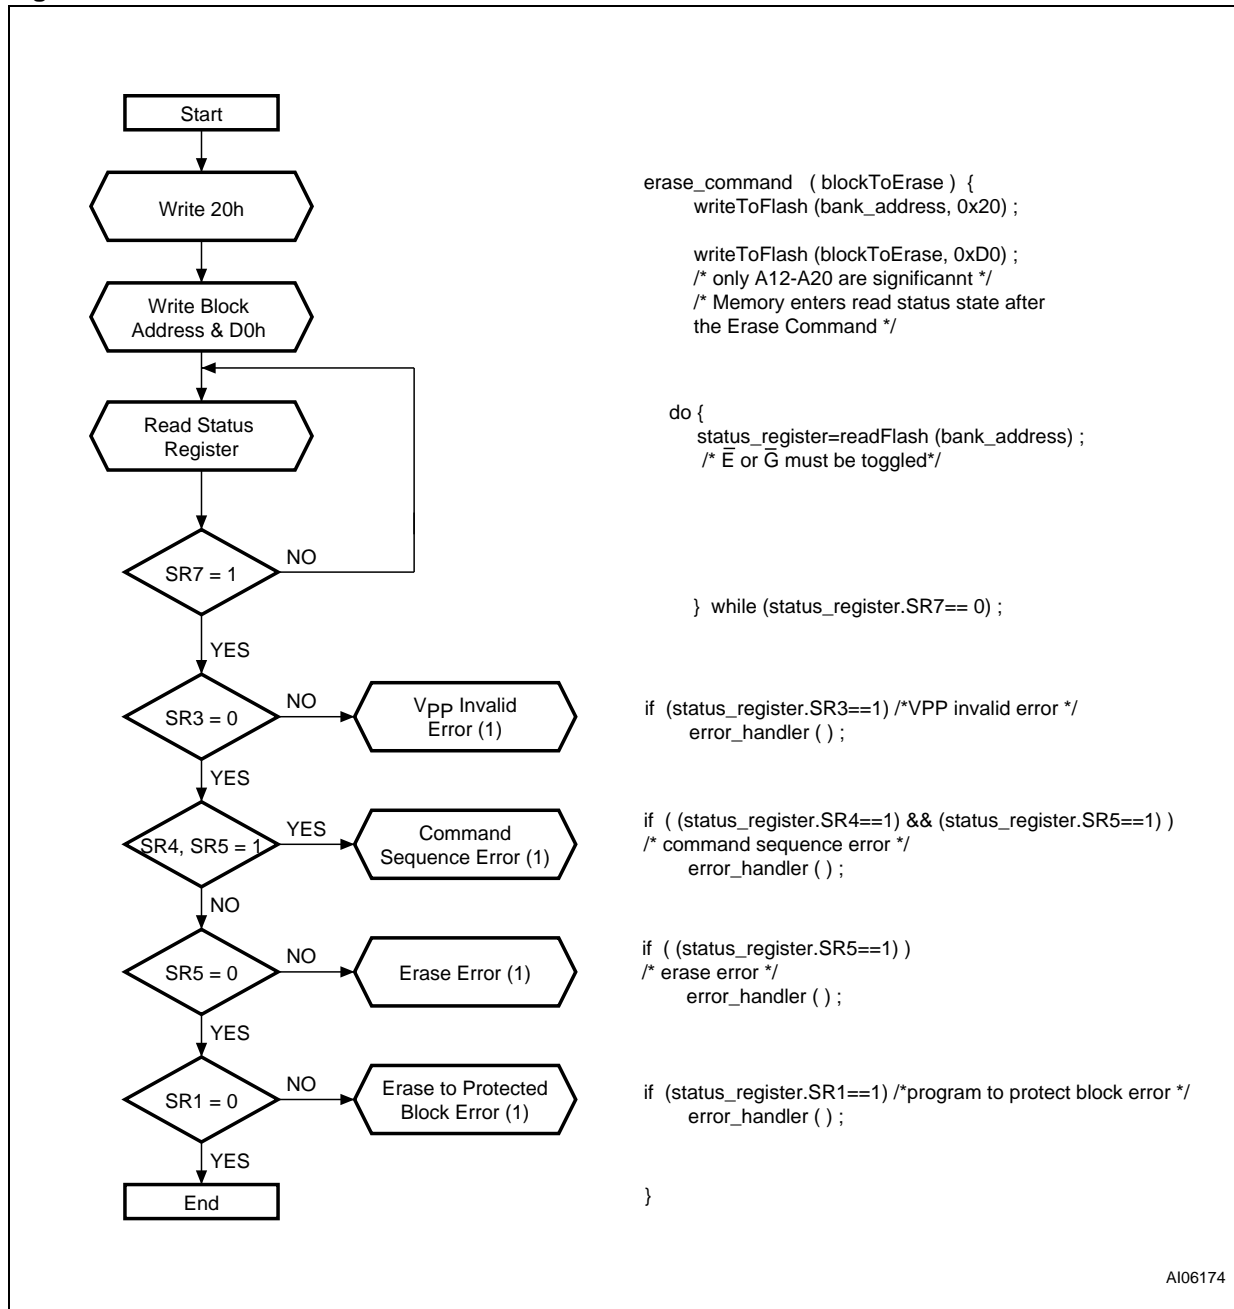 Start
Write 20h
Write Block
Address & D0h
Read Status
Register
SR7 = 1
NO
YES
SR3 = 0
NO
VPP Invalid
Error (1)
YES
SR4, SR5 = 1
YES
Command
Sequence Error (1)
NO
SR5 = 0
NO
Erase Error (1)
YES
SR1 = 0
NO
Erase to Protected
Block Error (1)
YES
End
erase_command ( blockToErase ) {
writeToFlash (bank_address, 0x20) ;
writeToFlash (blockToErase, 0xD0) ;
/* only A12-A20 are significannt */
/* Memory enters read status state after
the Erase Command */
do {
status_register=readFlash (bank_address) ;
/* E̅ or G̅ must be toggled*/
} while (status_register.SR7== 0) ;
if (status_register.SR3==1) /*VPP invalid error */
error_handler ( ) ;
if ( (status_register.SR4==1) && (status_register.SR5==1) )
/* command sequence error */
error_handler ( ) ;
if ( (status_register.SR5==1) )
/* erase error */
error_handler ( ) ;
if (status_register.SR1==1) /*program to protect block error */
error_handler ( ) ;
}
AI06174